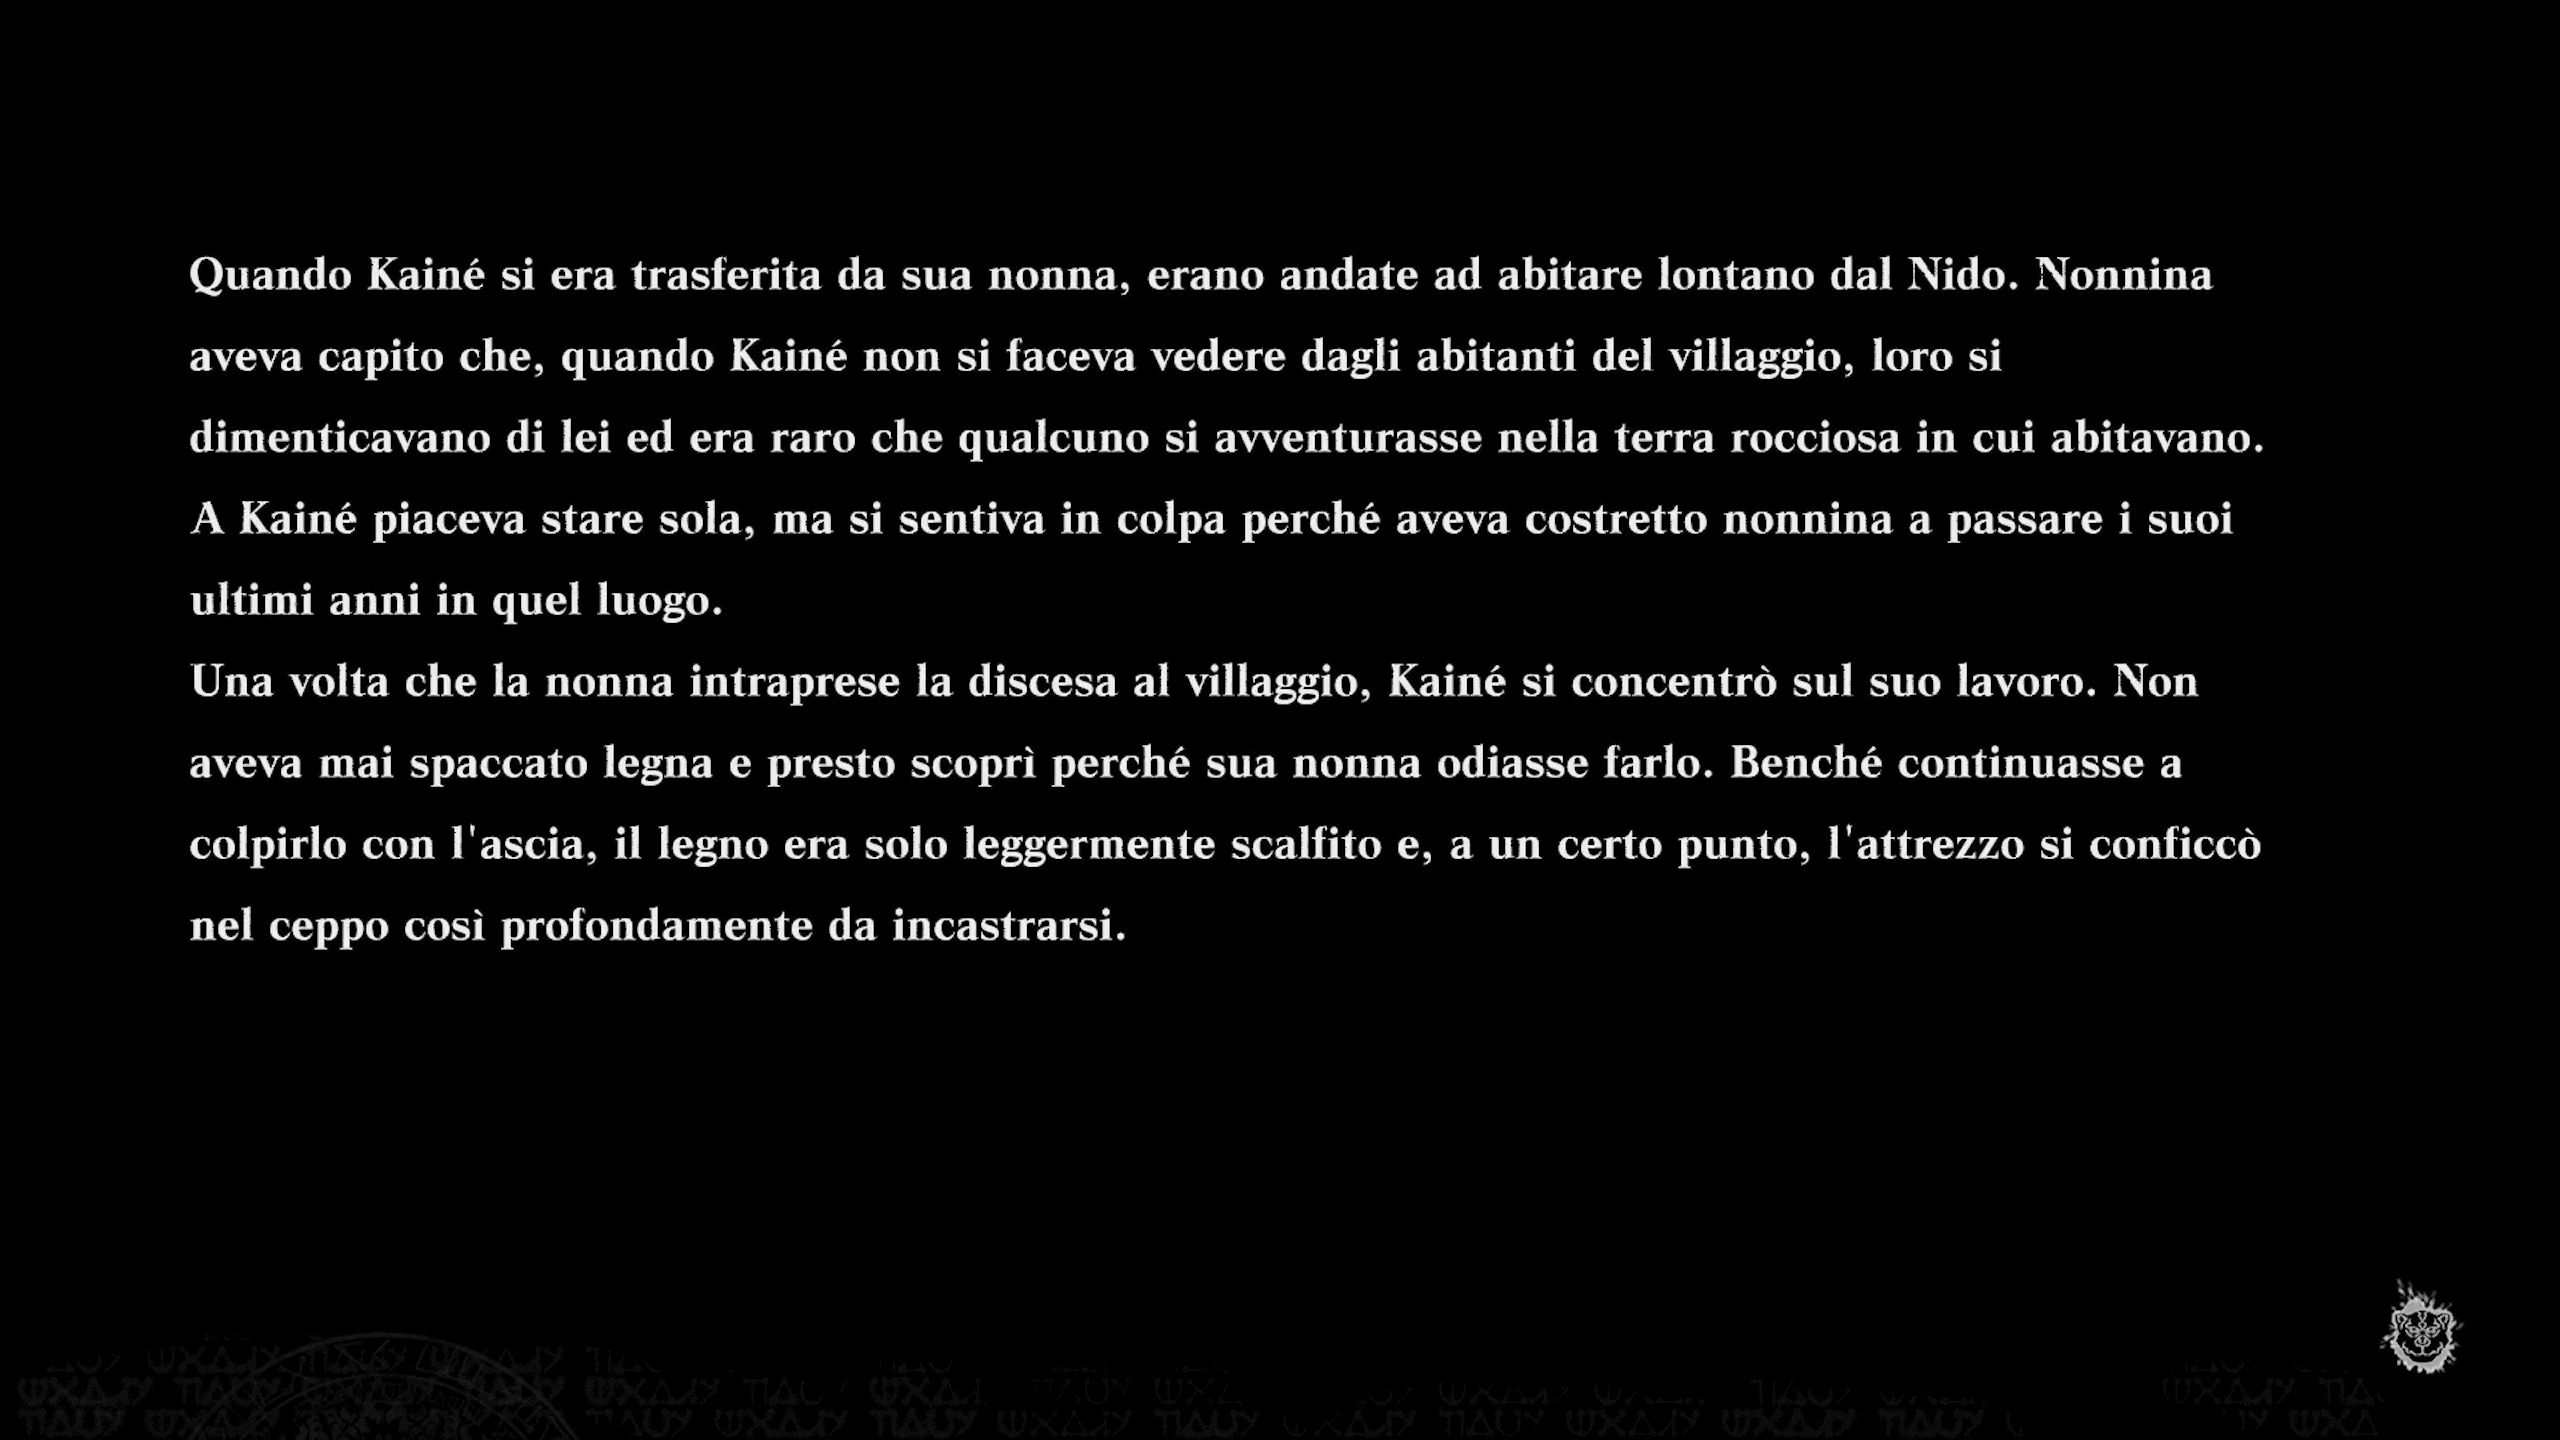 Quando Kainé si era trasferita da sua nonna, erano andate ad abitare lontano dal Nido. Nonnina
aveva capito che, quando Kainé non si faceva vedere dagli abitanti del villaggio, loro si
dimenticavano di lei ed era raro che qualcuno si avventurasse nella terra rocciosa in cui abitavano.
A Kainé piaceva stare sola, ma si sentiva in colpa perché aveva costretto nonnina a passare i suoi
ultimi anni in quel luogo.
Una volta che la nonna intraprese la discesa al villaggio, Kainé si concentrò sul suo lavoro. Non
aveva mai spaccato legna e presto scoprì perché sua nonna odiasse farlo. Benché continuasse a
colpirlo con l'ascia, il legno era solo leggermente scalfito e, a un certo punto, l'attrezzo si conficcò
nel ceppo così profondamente da incastrarsi.